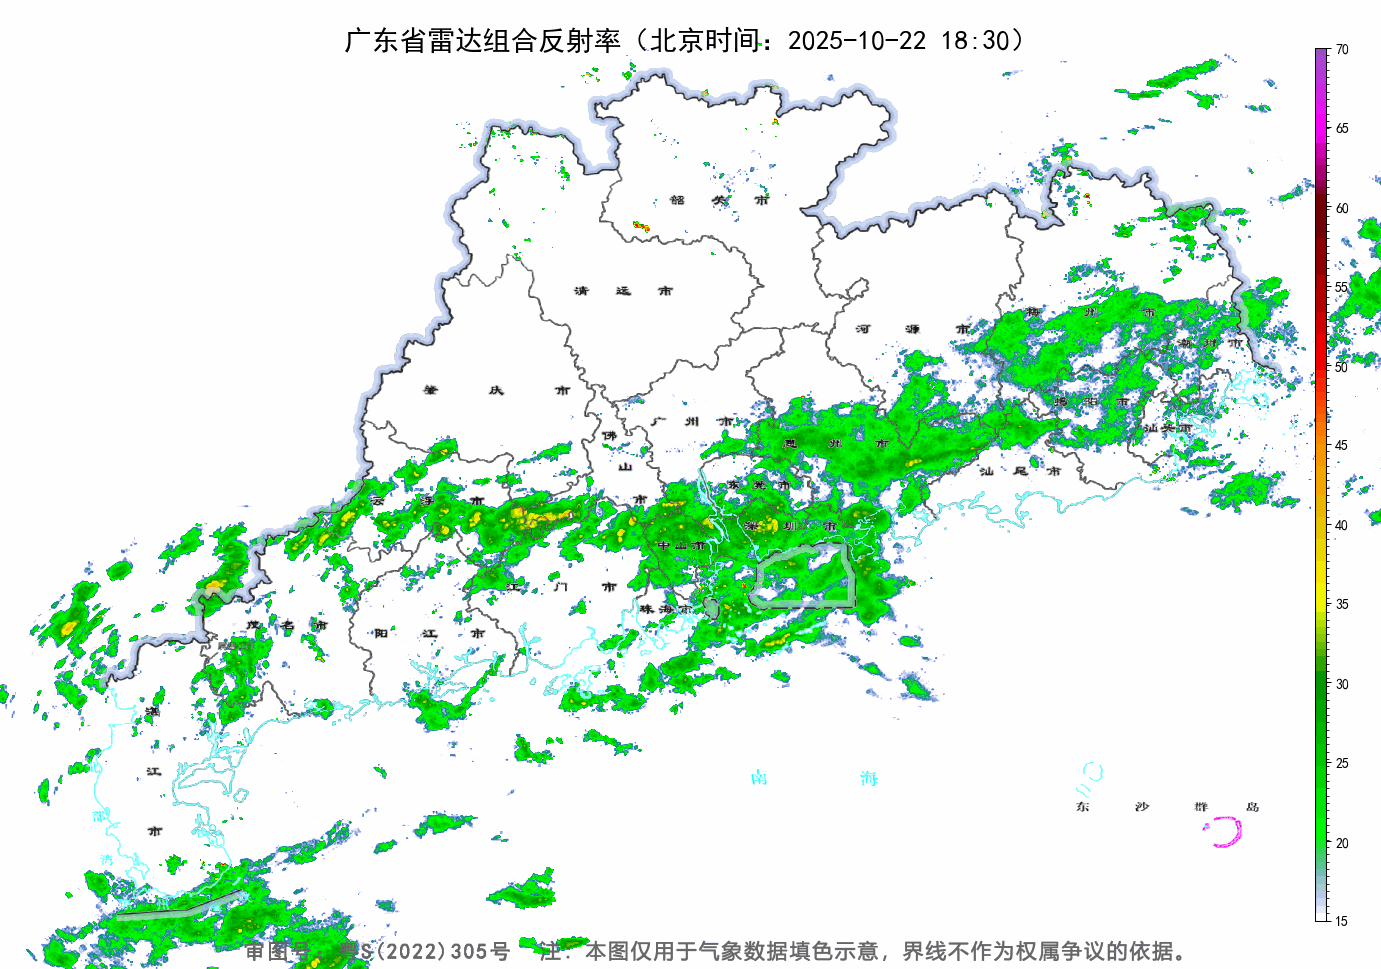 广东省雷达组合反射率（北京时间：2025-10-22 18:30）
70
65
60
55
50
45
40
35
30
25
20
15
韶 关 市
清 远 市
河 源 市
梅 州 市
潮 州 市
肇 庆 市
揭 阳 市
广 州 市
汕头市
佛 山 市
惠 州 市
汕 尾 市
东 莞 市
云 浮 市
深 圳 市
中山市
江 门 市
珠海市
茂 名 市
阳 江 市
湛 江 市
南 海
东 沙 群 岛
北 部 湾
审图号：粤S(2022)305号 注：本图仅用于气象数据填色示意，界线不作为权属争议的依据。